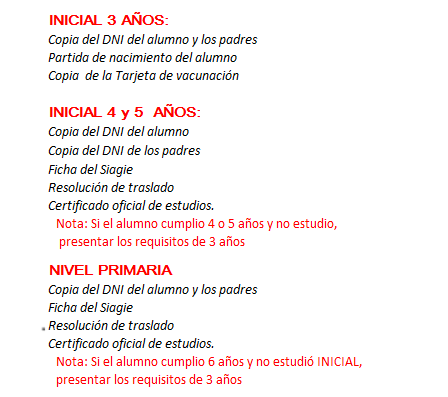 INICIAL 3 AÑOS:
Copia del DNI del alumno y los padres
Partida de nacimiento del alumno
Copia de la Tarjeta de vacunación
INICIAL 4 y 5 AÑOS:
Copia del DNI del alumno
Copia del DNI de los padres
Ficha del Siagie
Resolución de traslado
Certificado oficial de estudios.
Nota: Si el alumno cumplio 4 o 5 años y no estudio,
presentar los requisitos de 3 años
NIVEL PRIMARIA
Copia del DNI del alumno y los padres
Ficha del Siagie
Resolución de traslado
Certificado oficial de estudios.
Nota: Si el alumno cumplio 6 años y no estudió INICIAL,
presentar los requisitos de 3 años